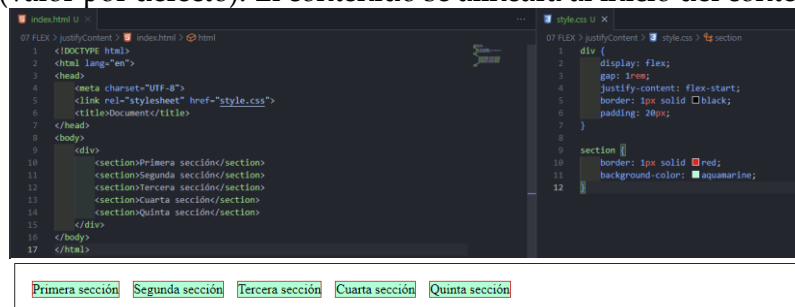 (valor por defecto). El contenido se alineará al inicio del conte
index.html U ×
07 FLEX > justifyContent > index.html > html
1 <!DOCTYPE html>
2 <html lang="en">
3 <head>
4 <meta charset="UTF-8">
5 <link rel="stylesheet" href="style.css">
6 <title>Document</title>
7 </head>
8 <body>
9 <div>
10 <section>Primera sección</section>
11 <section>Segunda sección</section>
12 <section>Tercera sección</section>
13 <section>Cuarta sección</section>
14 <section>Quinta sección</section>
15 </div>
16 </body>
17 </html>
style.css U ×
07 FLEX > justifyContent > style.css > section
1 div {
2 display: flex;
3 gap: 1rem;
4 justify-content: flex-start;
5 border: 1px solid black;
6 padding: 20px;
7 }
8
9 section {
10 border: 1px solid red;
11 background-color: aquamarine;
12 }
Primera sección Segunda sección Tercera sección Cuarta sección Quinta sección